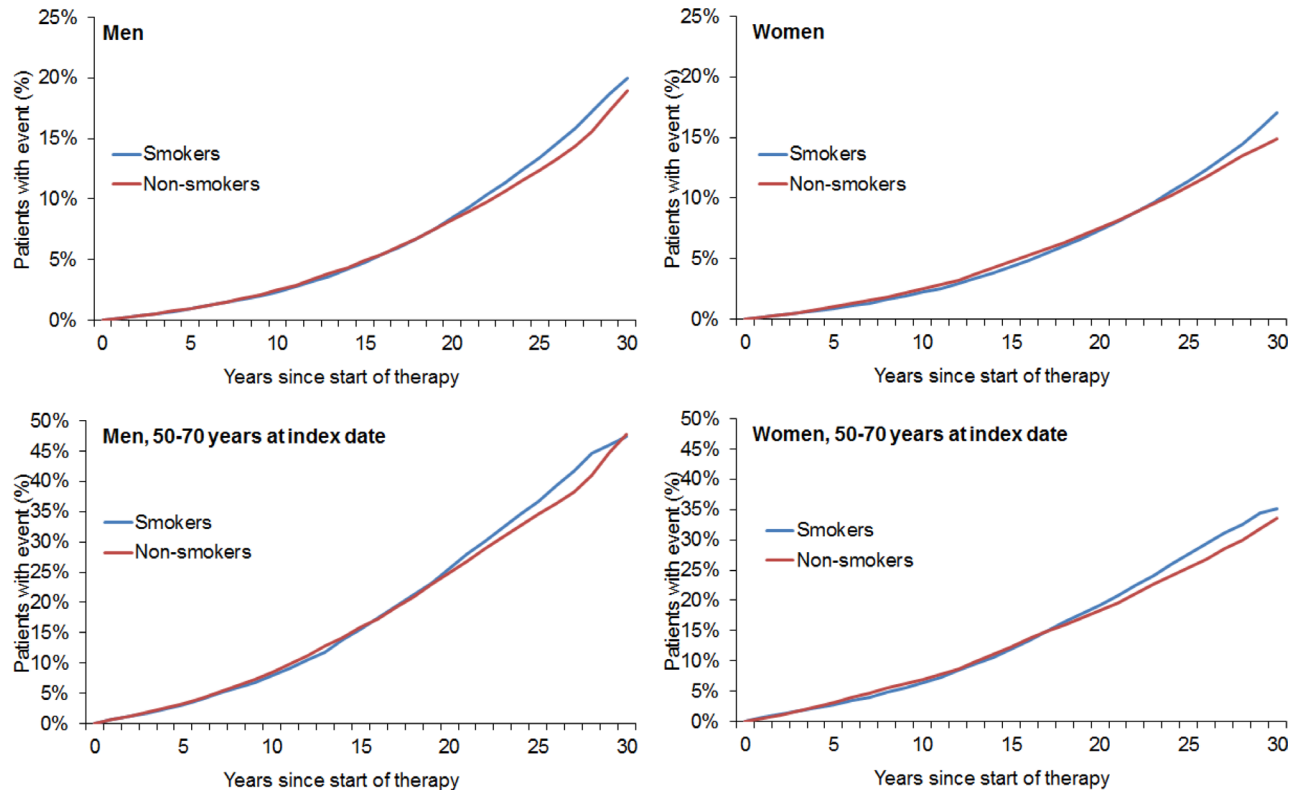 Men
Patients with event (%)
25%
20%
15%
10%
5%
0%
Smokers
Non-smokers
0 5 10 15 20 25 30
Years since start of therapy
Women
Patients with event (%)
25%
20%
15%
10%
5%
0%
Smokers
Non-smokers
0 5 10 15 20 25 30
Years since start of therapy
Men, 50-70 years at index date
Patients with event (%)
50%
45%
40%
35%
30%
25%
20%
15%
10%
5%
0%
Smokers
Non-smokers
0 5 10 15 20 25 30
Years since start of therapy
Women, 50-70 years at index date
Patients with event (%)
50%
45%
40%
35%
30%
25%
20%
15%
10%
5%
0%
Smokers
Non-smokers
0 5 10 15 20 25 30
Years since start of therapy